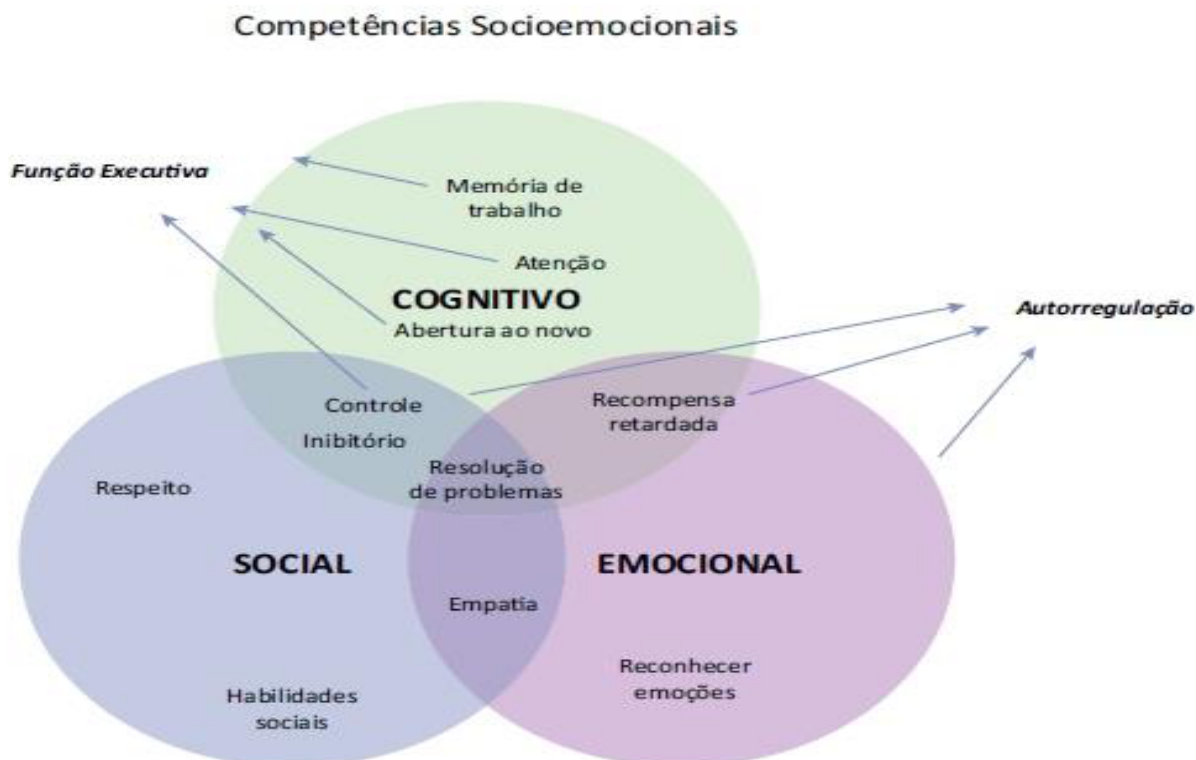 Competências Socioemocionais
Função Executiva
Memória de
trabalho
Atenção
COGNITIVO
Abertura ao novo
Autorregulação
Controle
Inibitório
Recompensa
retardada
Resolução
de problemas
Respeito
SOCIAL
EMOCIONAL
Empatia
Reconhecer
emoções
Habilidades
sociais